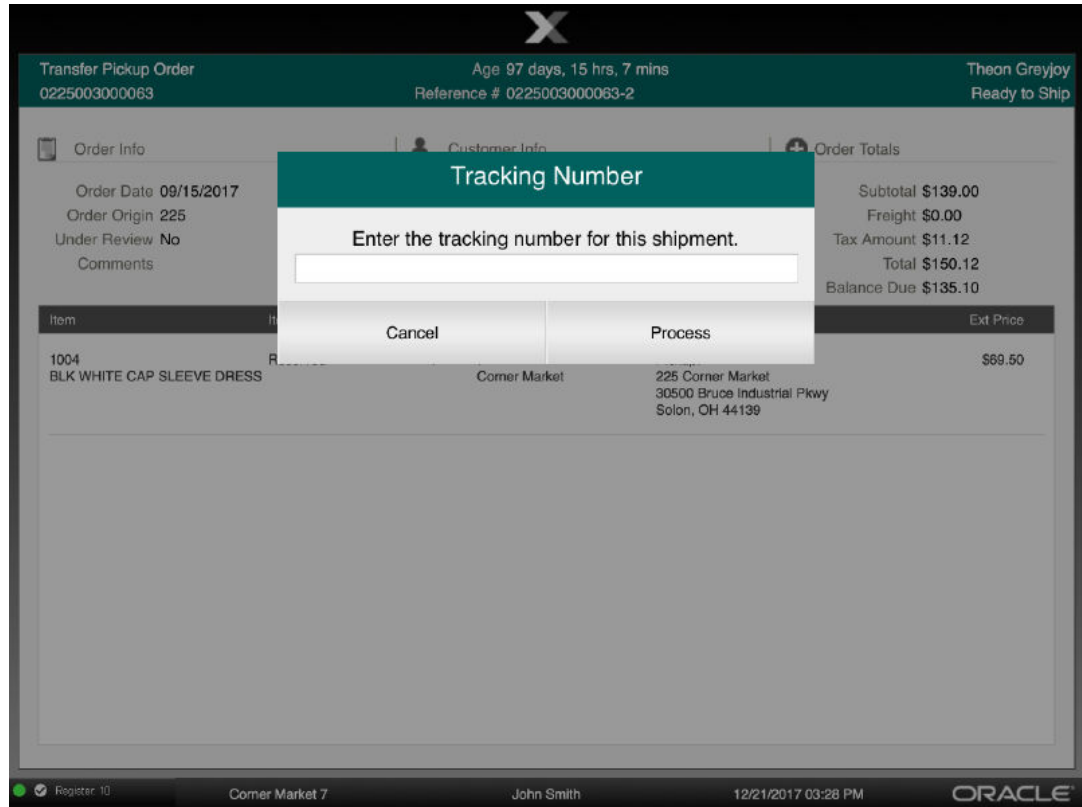 Transfer Pickup Order
Age 97 days, 15 hrs, 7 mins
Theon Greyjoy
0225003000063
Reference # 0225003000063-2
Ready to Ship
Order Info
Customer Info
Order Totals
Tracking Number
Enter the tracking number for this shipment.
Cancel
Process
Order Date 09/15/2017
Order Origin 225
Under Review No
Comments
Subtotal $139.00
Freight $0.00
Tax Amount $11.12
Total $150.12
Balance Due $135.10
Item
Ext Price
1004
BLK WHITE CAP SLEEVE DRESS
Corner Market
225 Corner Market
30500 Bruce Industrial Pkwy
Solon, OH 44139
$69.50
Register: 10
Corner Market 7
John Smith
12/21/2017 03:28 PM
ORACLE